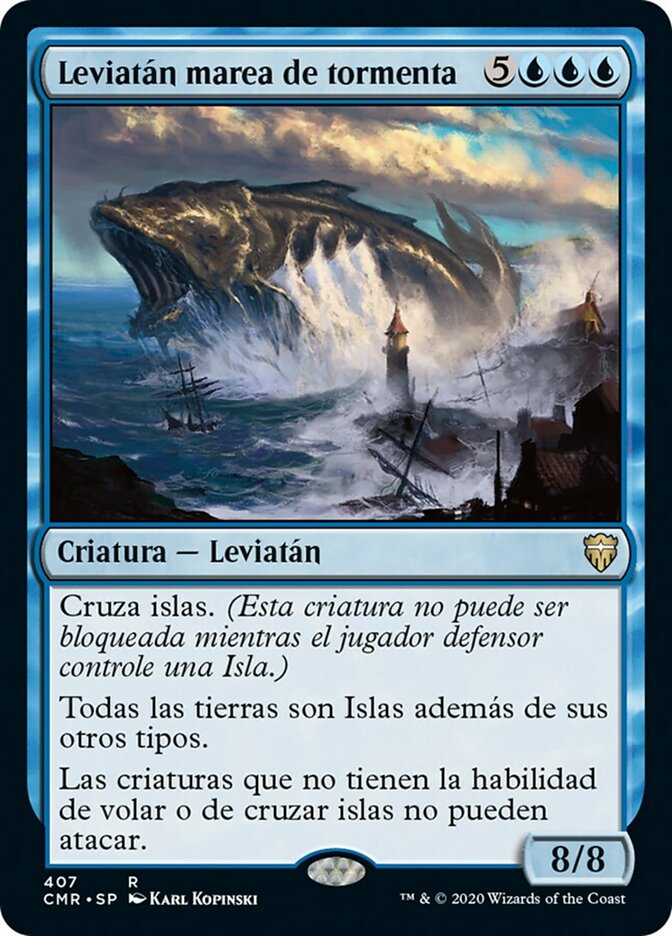 Leviatán marea de tormenta 5
Criatura — Leviatán
Cruza islas. (Esta criatura no puede ser
bloqueada mientras el jugador defensor
controle una Isla.)
Todas las tierras son Islas además de sus
otros tipos.
Las criaturas que no tienen la habilidad
de volar o de cruzar islas no pueden
atacar.
8/8
407 R
CMR • SP Karl Kopinski
™ & © 2020 Wizards of the Coast